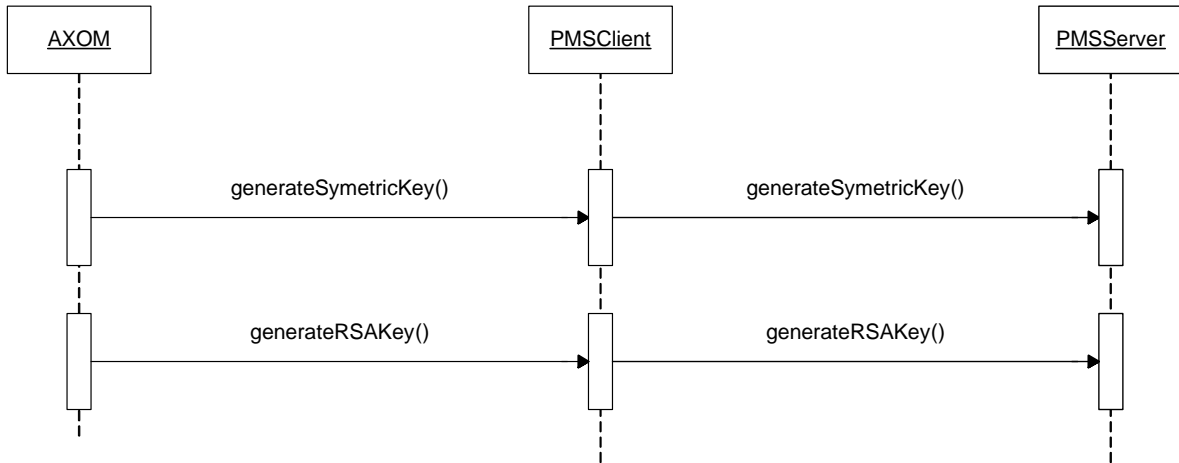 AXOM
PMSClient
PMSServer
generateSymetricKey()
generateSymetricKey()
generateRSAKey()
generateRSAKey()